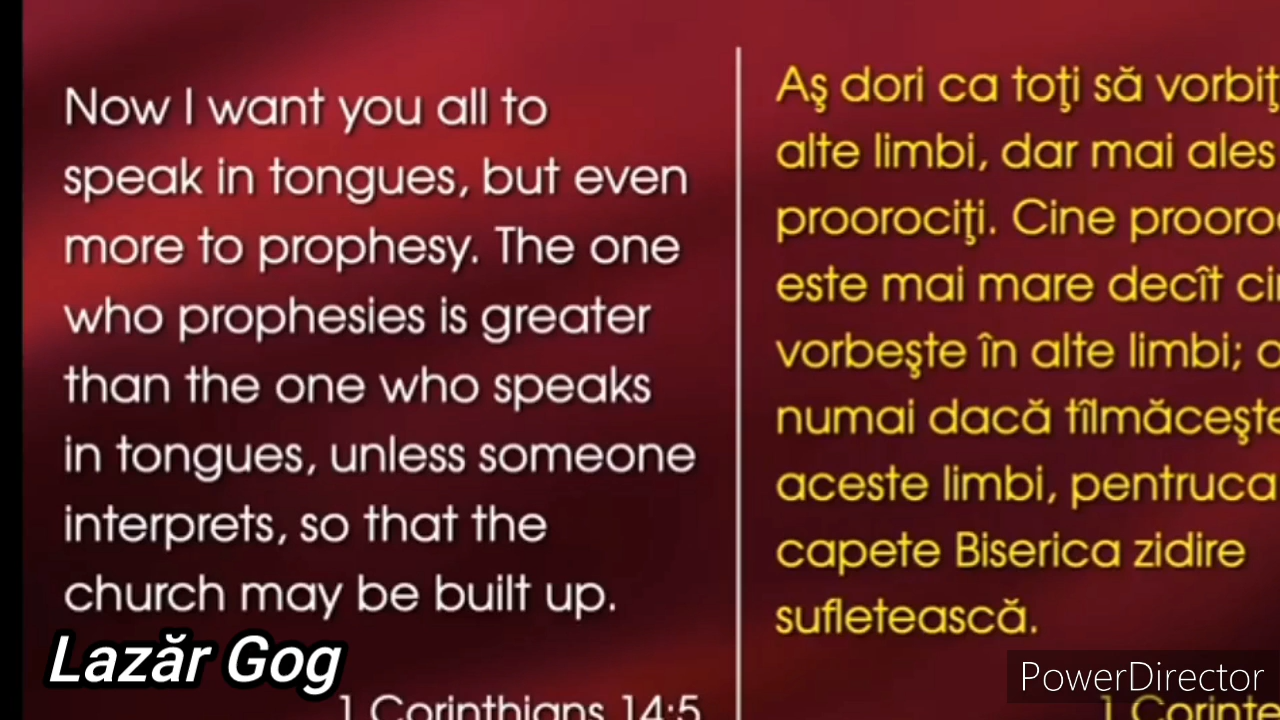 Now I want you all to
speak in tongues, but even
more to prophesy. The one
who prophesies is greater
than the one who speaks
in tongues, unless someone
interprets, so that the
church may be built up.
1 Corinthians 14:5
Aş dori ca toţi să
alte limbi, dar mai ales
proorociţi. Cine
este mai mare decît
vorbeşte în alte limbi;
numai dacă tîlmăceşte
aceste limbi, pentruca
capete Biserica zidire
sufletească.
1
Lazăr Gog
PowerDirector